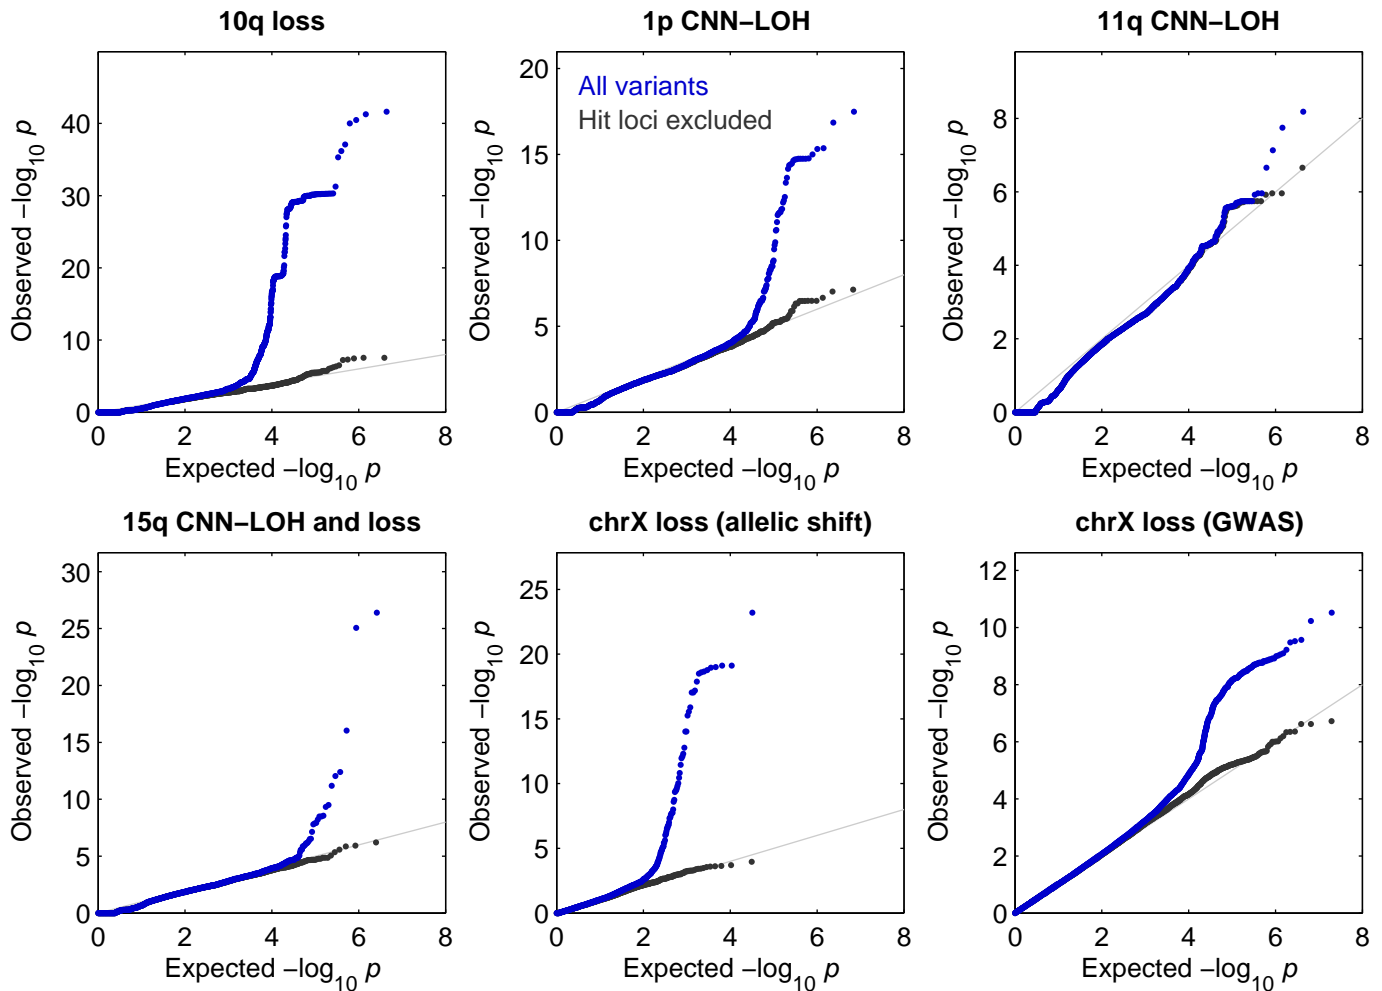 10q loss
Observed −log10 p
40
30
20
10
0
0 2 4 6 8
Expected −log10 p
1p CNN−LOH
All variants
Hit loci excluded
Observed −log10 p
20
15
10
5
0
0 2 4 6 8
Expected −log10 p
11q CNN−LOH
Observed −log10 p
8
6
4
2
0
0 2 4 6 8
Expected −log10 p
15q CNN−LOH and loss
Observed −log10 p
30
25
20
15
10
5
0
0 2 4 6 8
Expected −log10 p
chrX loss (allelic shift)
Observed −log10 p
25
20
15
10
5
0
0 2 4 6 8
Expected −log10 p
chrX loss (GWAS)
Observed −log10 p
12
10
8
6
4
2
0
0 2 4 6 8
Expected −log10 p